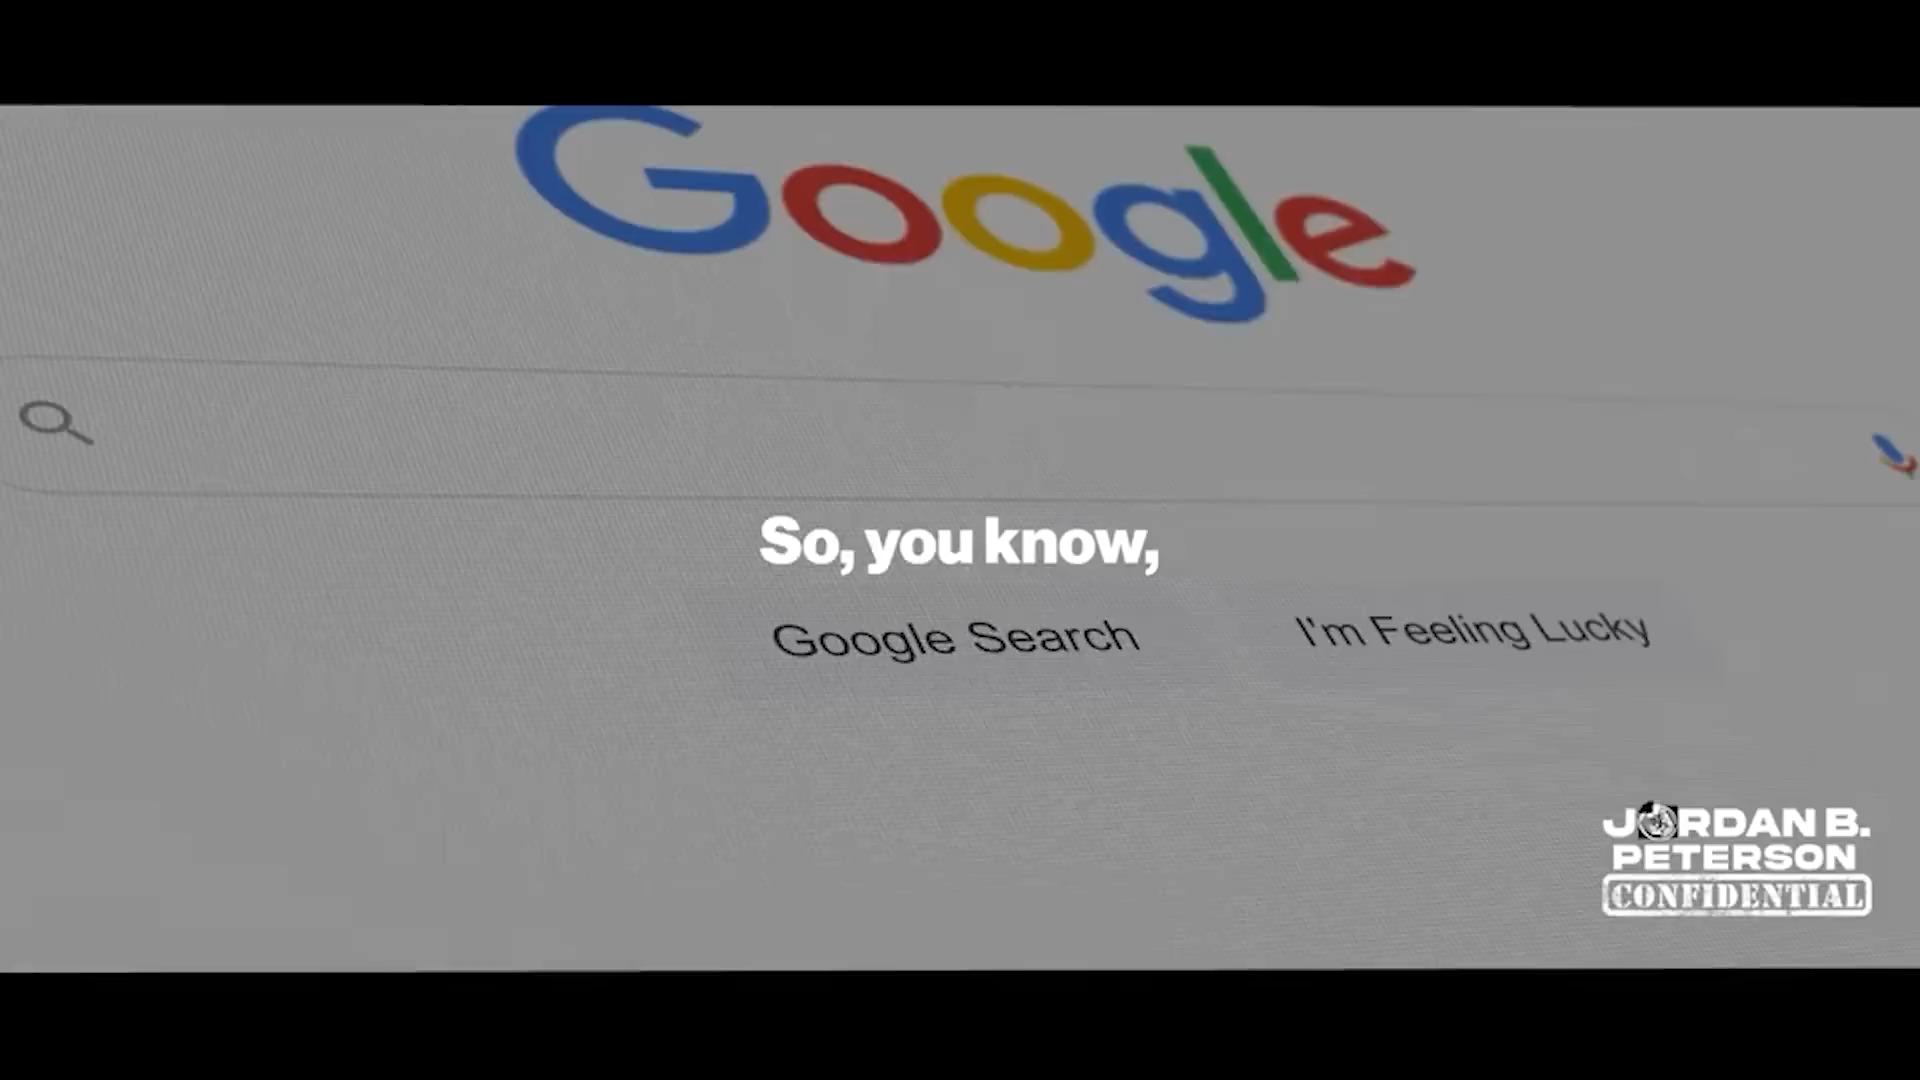 Google
So, you know,
Google Search
I'm Feeling Lucky
JORDAN B.
PETERSON
CONFIDENTIAL